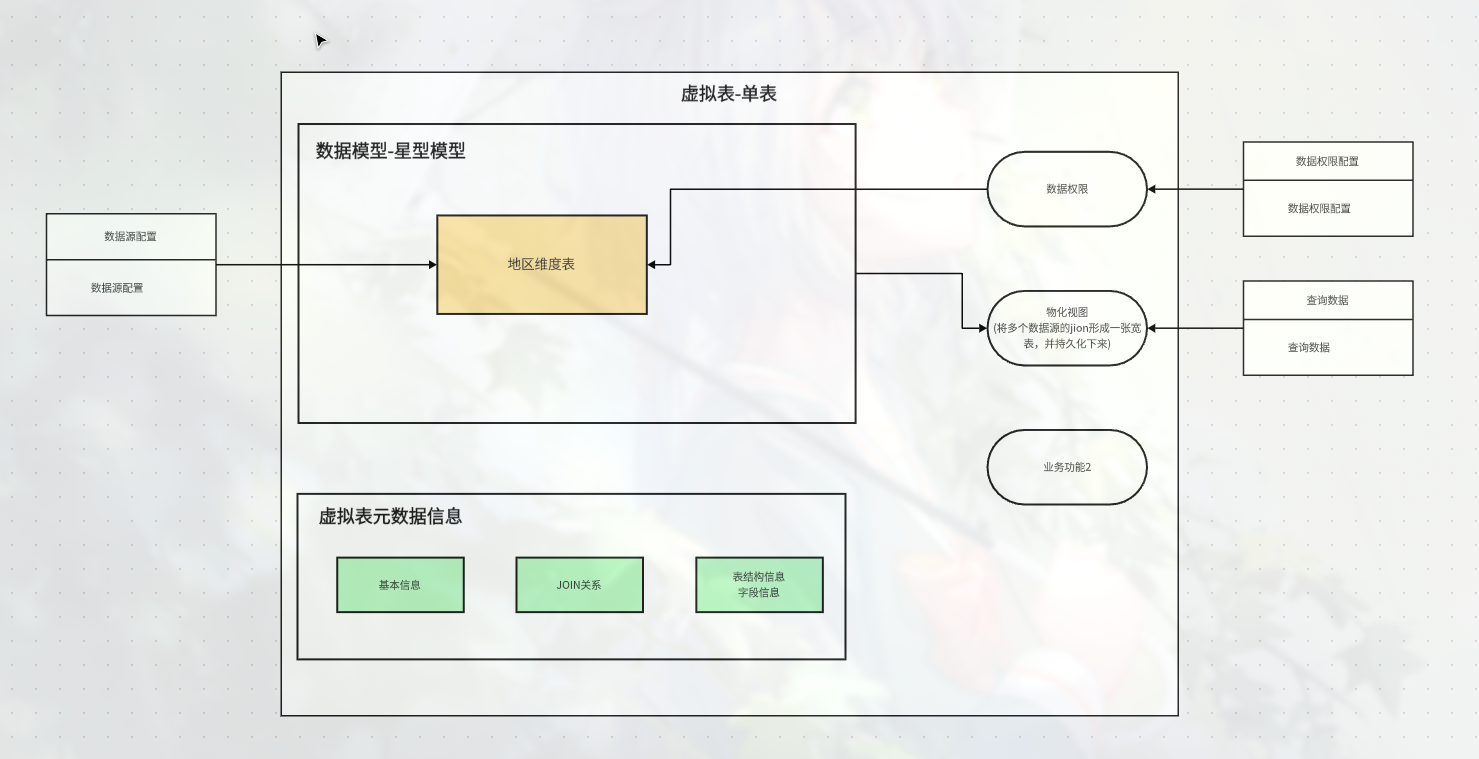 虚拟表-单表
数据模型-星型模型
数据源配置
数据源配置
地区维度表
数据权限
数据权限配置
数据权限配置
物化视图
(将多个数据源的jion形成一张宽
表，并持久化下来)
查询数据
查询数据
业务功能2
虚拟表元数据信息
基本信息
JOIN关系
表结构信息
字段信息